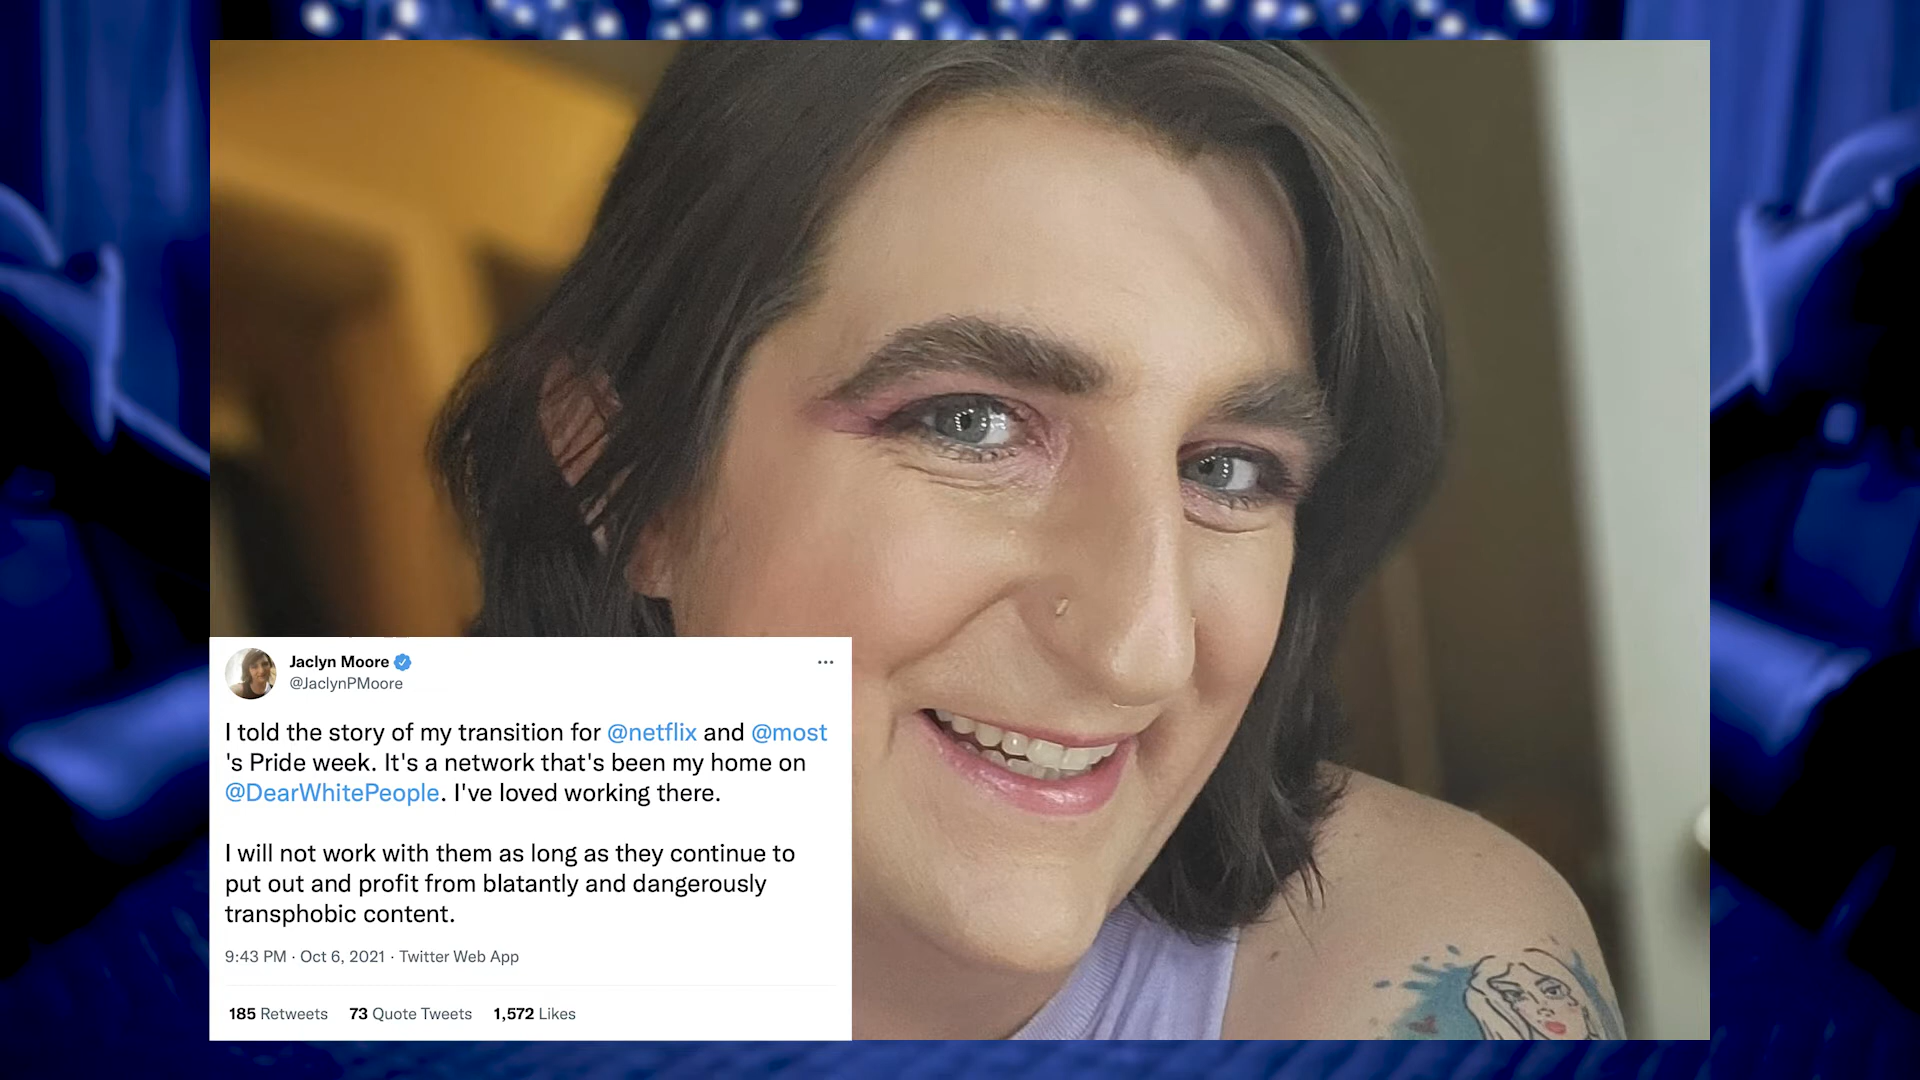 Jaclyn Moore
@JaclynPMoore
I told the story of my transition for @netflix and @most
's Pride week. It's a network that's been my home on
@DearWhitePeople. I've loved working there.
I will not work with them as long as they continue to
put out and profit from blatantly and dangerously
transphobic content.
9:43 PM · Oct 6, 2021 · Twitter Web App
185 Retweets 73 Quote Tweets 1,572 Likes